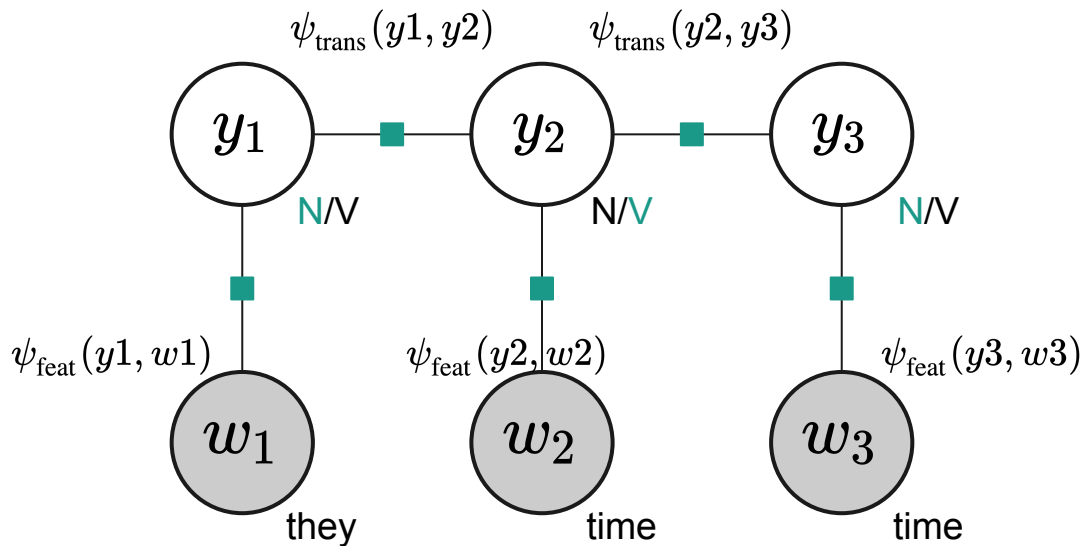 ψtrans(y1, y2) ψtrans(y2, y3)
y1 y2 y3
N/V N/V N/V
ψfeat(y1, w1) ψfeat(y2, w2) ψfeat(y3, w3)
w1 w2 w3
they time time